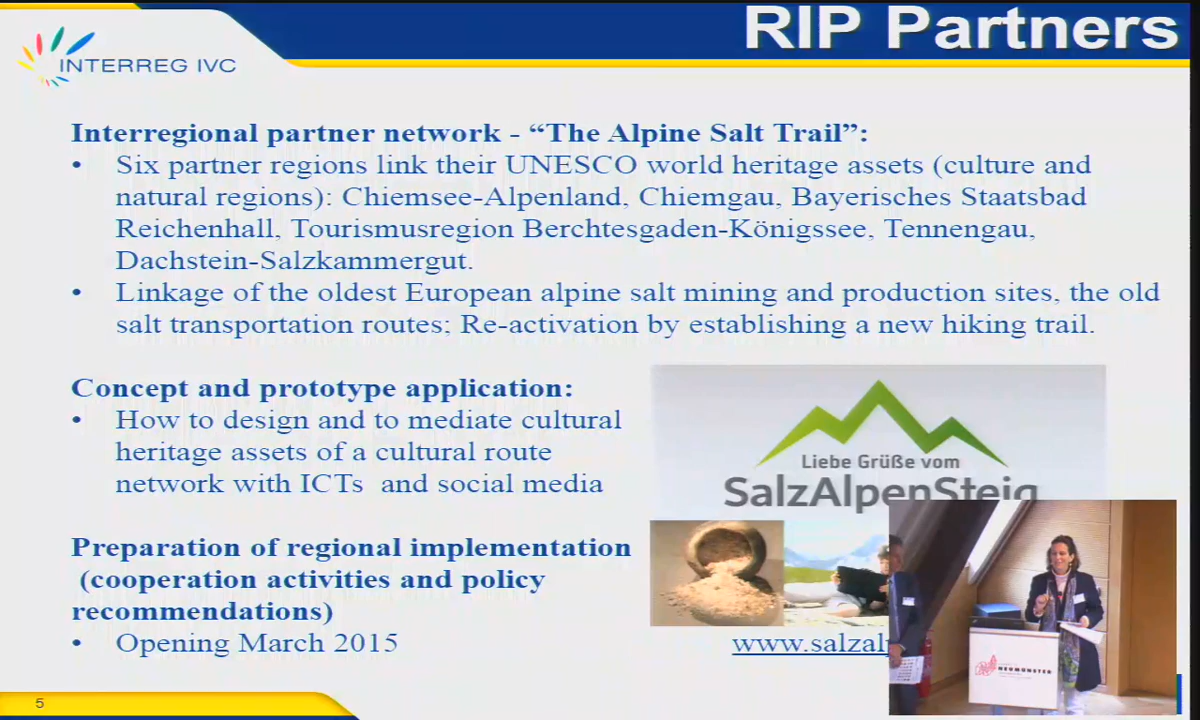 RIP Partners
INTERREG IVC
Interregional partner network - “The Alpine Salt Trail”:
• Six partner regions link their UNESCO world heritage assets (culture and
natural regions): Chiemsee-Alpenland, Chiemgau, Bayerisches Staatsbad
Reichenhall, Tourismusregion Berchtesgaden-Königssee, Tennengau,
Dachstein-Salzkammergut.
• Linkage of the oldest European alpine salt mining and production sites, the old
salt transportation routes; Re-activation by establishing a new hiking trail.
Concept and prototype application:
• How to design and to mediate cultural
heritage assets of a cultural route
network with ICTs and social media
Liebe Grüße vom
SalzAlpenSteig
Preparation of regional implementation
(cooperation activities and policy
recommendations)
• Opening March 2015
www.salzalp
NEUMÜNSTER
5